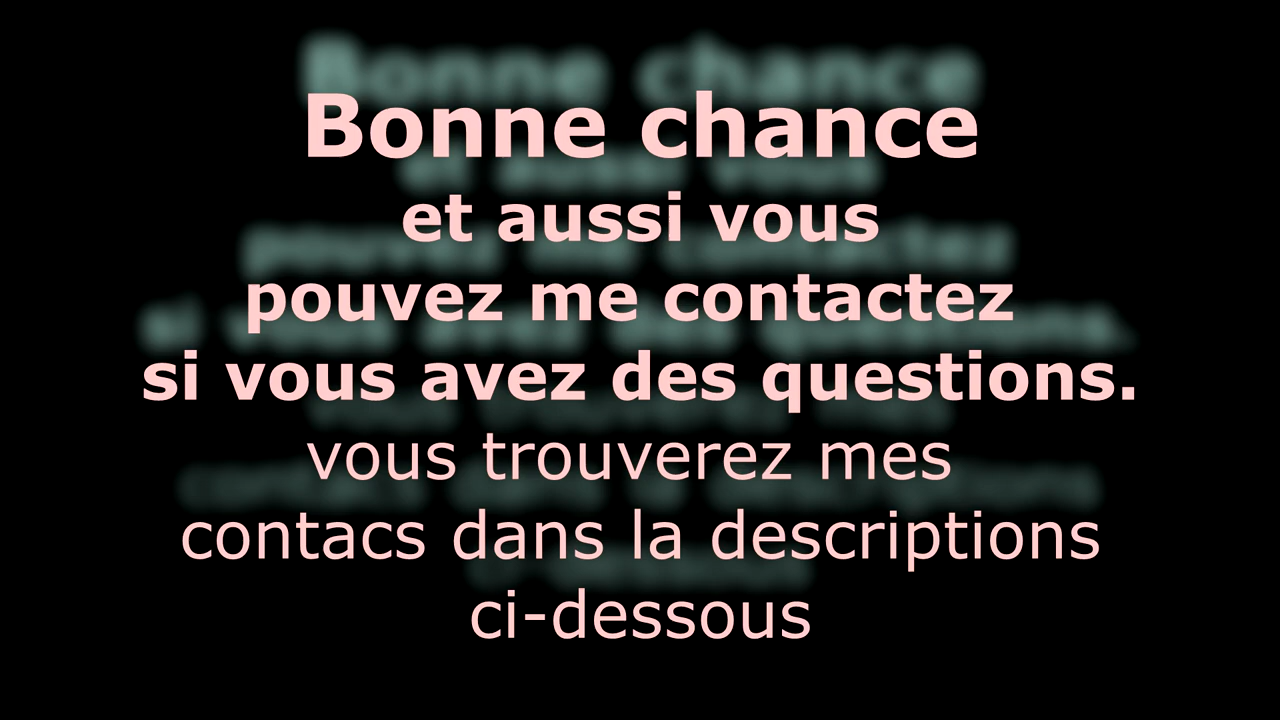 Bonne chance
et aussi vous
pouvez me contactez
si vous avez des questions.
vous trouverez mes
contacs dans la descriptions
ci-dessous